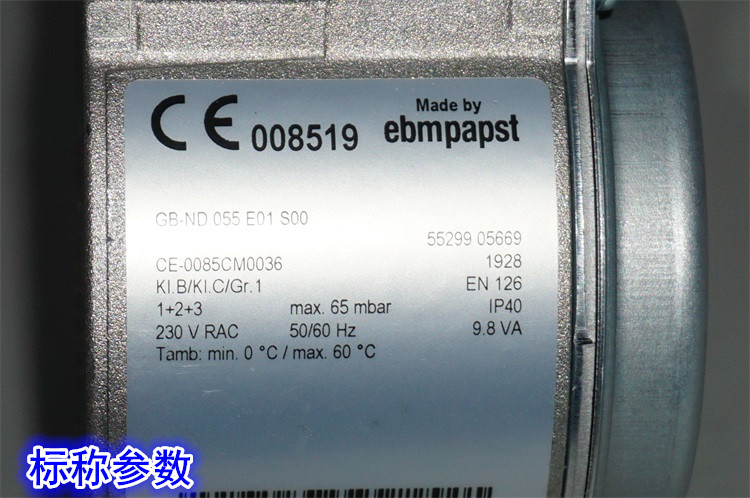 CE 008519
Made by
ebmpapst
GB-ND 055 E01 S00
55299 05669
CE-0085CM0036 1928
Kl.B/Kl.C/Gr.1 EN 126
1+2+3 max. 65 mbar IP40
230 V RAC 50/60 Hz 9.8 VA
Tamb: min. 0 °C / max. 60 °C
标称参数